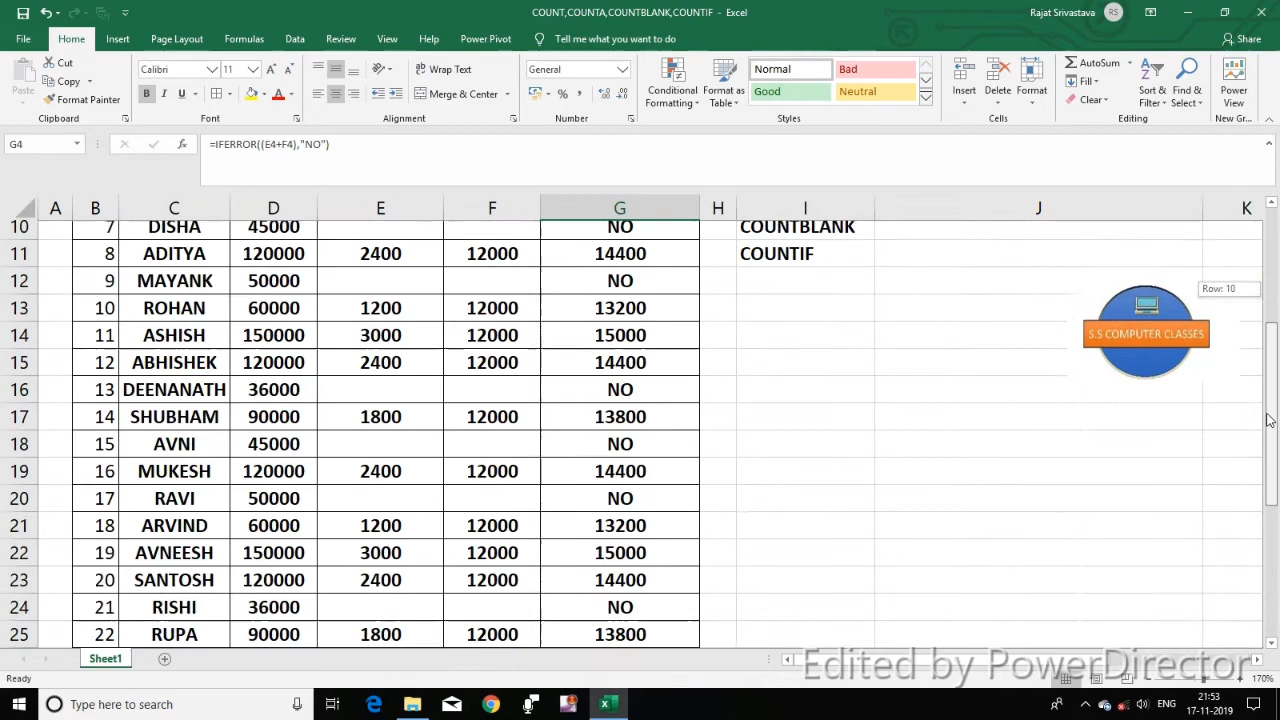 COUNT,COUNTA,COUNTBLANK,COUNTIF - Excel
Rajat Srivastava RS
File Home Insert Page Layout Formulas Data Review View Help Power Pivot Tell me what you want to do Share
Paste Cut Copy Format Painter Clipboard
Calibri 11 B I U Font
Wrap Text Merge & Center Alignment
General % Number
Conditional Formatting Format as Table Normal Bad Good Neutral Styles
Insert Delete Format Cells
AutoSum Fill Clear Sort & Filter Find & Select Editing
Power View New Gr...
G4 fx =IFERROR((E4+F4),"NO")
A B C D E F G H I J K
10 7 DISHA 45000 NO COUNTBLANK
11 8 ADITYA 120000 2400 12000 14400 COUNTIF
12 9 MAYANK 50000 NO
Row: 10
13 10 ROHAN 60000 1200 12000 13200
14 11 ASHISH 150000 3000 12000 15000
S.S COMPUTER CLASSES
15 12 ABHISHEK 120000 2400 12000 14400
16 13 DEENANATH 36000 NO
17 14 SHUBHAM 90000 1800 12000 13800
18 15 AVNI 45000 NO
19 16 MUKESH 120000 2400 12000 14400
20 17 RAVI 50000 NO
21 18 ARVIND 60000 1200 12000 13200
22 19 AVNEESH 150000 3000 12000 15000
23 20 SANTOSH 120000 2400 12000 14400
24 21 RISHI 36000 NO
25 22 RUPA 90000 1800 12000 13800
Sheet1
Edited by PowerDirector
Ready 170%
Type here to search
ENG 21:53
17-11-2019